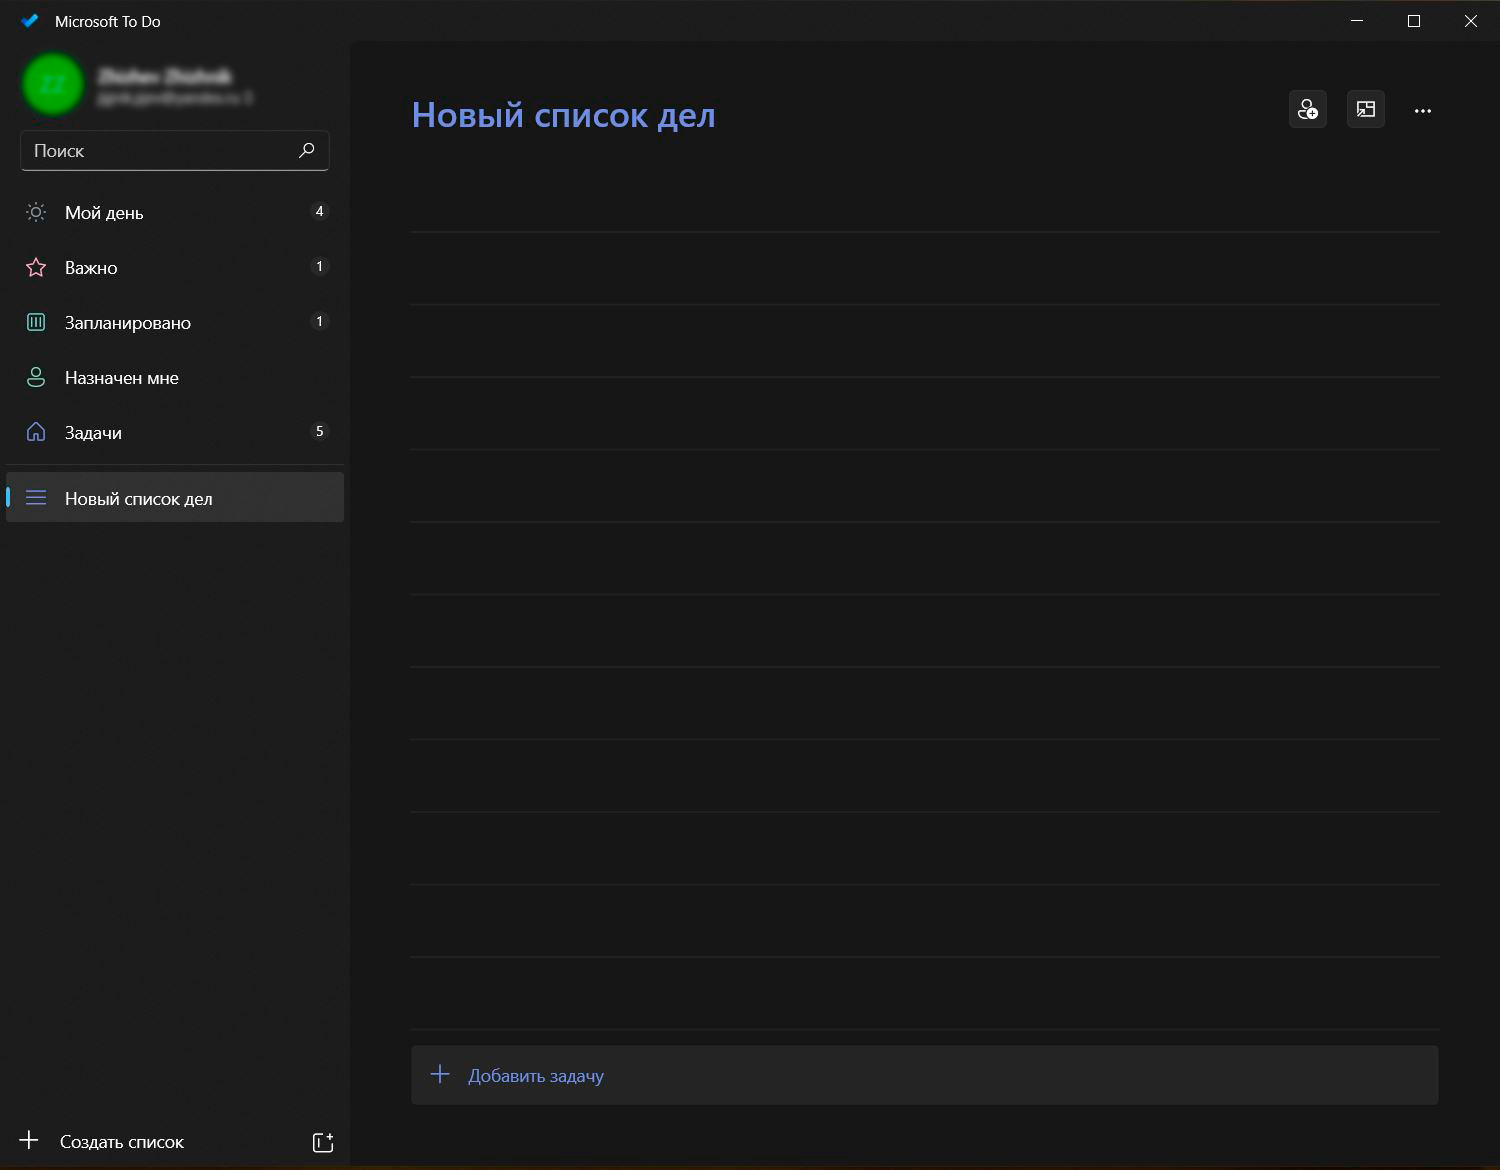 Microsoft To Do
ZZ
Поиск
Мой день 4
Важно 1
Запланировано 1
Назначен мне
Задачи 5
Новый список дел
Создать список
Новый список дел
Добавить задачу